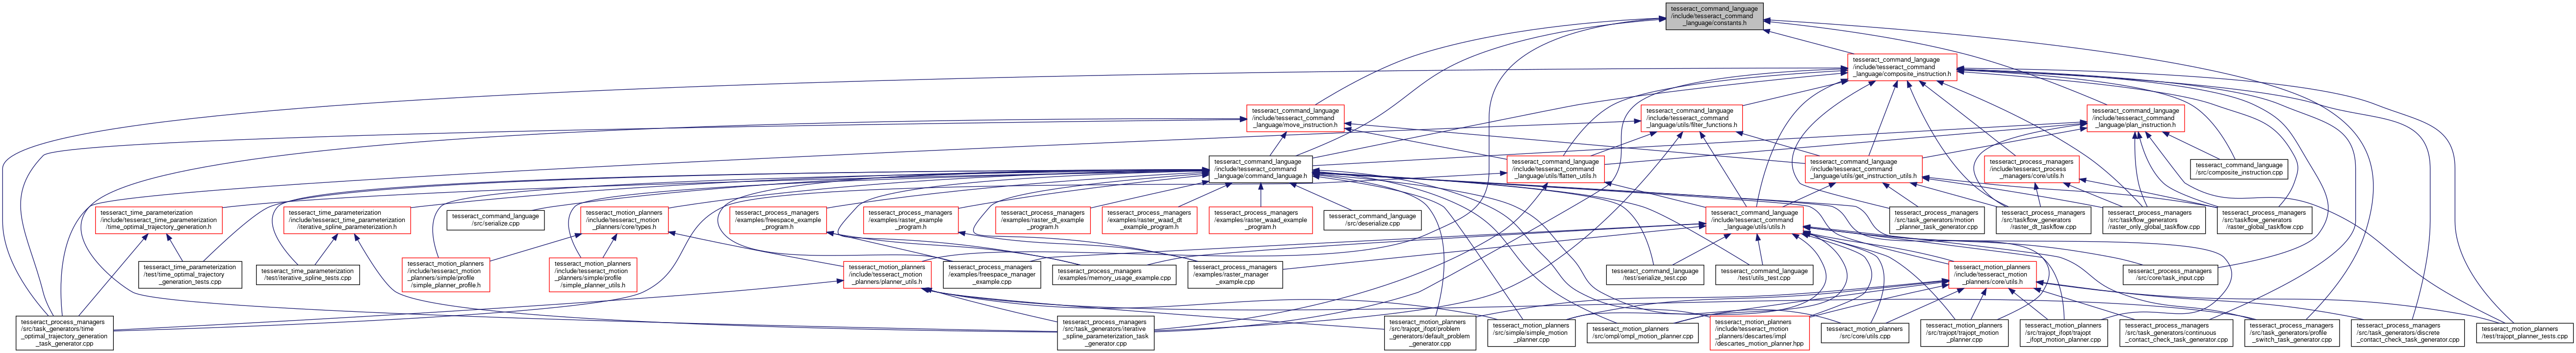 tesseract_command_language
/include/tesseract_command
_language/constants.h
tesseract_command_language
/include/tesseract_command
_language/composite_instruction.h
tesseract_command_language
/include/tesseract_command
_language/move_instruction.h
tesseract_command_language
/include/tesseract_command
_language/utils/filter_functions.h
tesseract_command_language
/include/tesseract_command
_language/plan_instruction.h
tesseract_command_language
/include/tesseract_command
_language/command_language.h
tesseract_command_language
/include/tesseract_command
_language/utils/flatten_utils.h
tesseract_command_language
/include/tesseract_command
_language/utils/get_instruction_utils.h
tesseract_process_managers
/include/tesseract_process
_managers/core/utils.h
tesseract_command_language
/src/composite_instruction.cpp
tesseract_time_parameterization
/include/tesseract_time_parameterization
/time_optimal_trajectory_generation.h
tesseract_time_parameterization
/include/tesseract_time_parameterization
/iterative_spline_parameterization.h
tesseract_command_language
/src/serialize.cpp
tesseract_motion_planners
/include/tesseract_motion
_planners/core/types.h
tesseract_process_managers
/examples/freespace_example
_program.h
tesseract_process_managers
/examples/raster_example
_program.h
tesseract_process_managers
/examples/raster_dt_example
_program.h
tesseract_process_managers
/examples/raster_waad_dt
_example_program.h
tesseract_process_managers
/examples/raster_waad_example
_program.h
tesseract_command_language
/src/deserialize.cpp
tesseract_command_language
/include/tesseract_command
_language/utils/utils.h
tesseract_process_managers
/src/task_generators/motion
_planner_task_generator.cpp
tesseract_process_managers
/src/taskflow_generators
/raster_dt_taskflow.cpp
tesseract_process_managers
/src/taskflow_generators
/raster_only_global_taskflow.cpp
tesseract_process_managers
/src/taskflow_generators
/raster_global_taskflow.cpp
tesseract_time_parameterization
/test/time_optimal_trajectory
_generation_tests.cpp
tesseract_time_parameterization
/test/iterative_spline_tests.cpp
tesseract_motion_planners
/include/tesseract_motion
_planners/simple/profile
/simple_planner_profile.h
tesseract_motion_planners
/include/tesseract_motion
_planners/simple/profile
/simple_planner_utils.h
tesseract_motion_planners
/include/tesseract_motion
_planners/planner_utils.h
tesseract_process_managers
/examples/freespace_manager
_example.cpp
tesseract_process_managers
/examples/memory_usage_example.cpp
tesseract_process_managers
/examples/raster_manager
_example.cpp
tesseract_command_language
/test/serialize_test.cpp
tesseract_command_language
/test/utils_test.cpp
tesseract_motion_planners
/include/tesseract_motion
_planners/core/utils.h
tesseract_process_managers
/src/core/task_input.cpp
tesseract_process_managers
/src/task_generators/time
_optimal_trajectory_generation
_task_generator.cpp
tesseract_process_managers
/src/task_generators/iterative
_spline_parameterization_task
_generator.cpp
tesseract_motion_planners
/src/trajopt_ifopt/problem
_generators/default_problem
_generator.cpp
tesseract_motion_planners
/src/simple/simple_motion
_planner.cpp
tesseract_motion_planners
/src/ompl/ompl_motion_planner.cpp
tesseract_motion_planners
/include/tesseract_motion
_planners/descartes/impl
/descartes_motion_planner.hpp
tesseract_motion_planners
/src/core/utils.cpp
tesseract_motion_planners
/src/trajopt/trajopt_motion
_planner.cpp
tesseract_motion_planners
/src/trajopt_ifopt/trajopt
_ifopt_motion_planner.cpp
tesseract_process_managers
/src/task_generators/continuous
_contact_check_task_generator.cpp
tesseract_process_managers
/src/task_generators/profile
_switch_task_generator.cpp
tesseract_process_managers
/src/task_generators/discrete
_contact_check_task_generator.cpp
tesseract_motion_planners
/test/trajopt_planner_tests.cpp